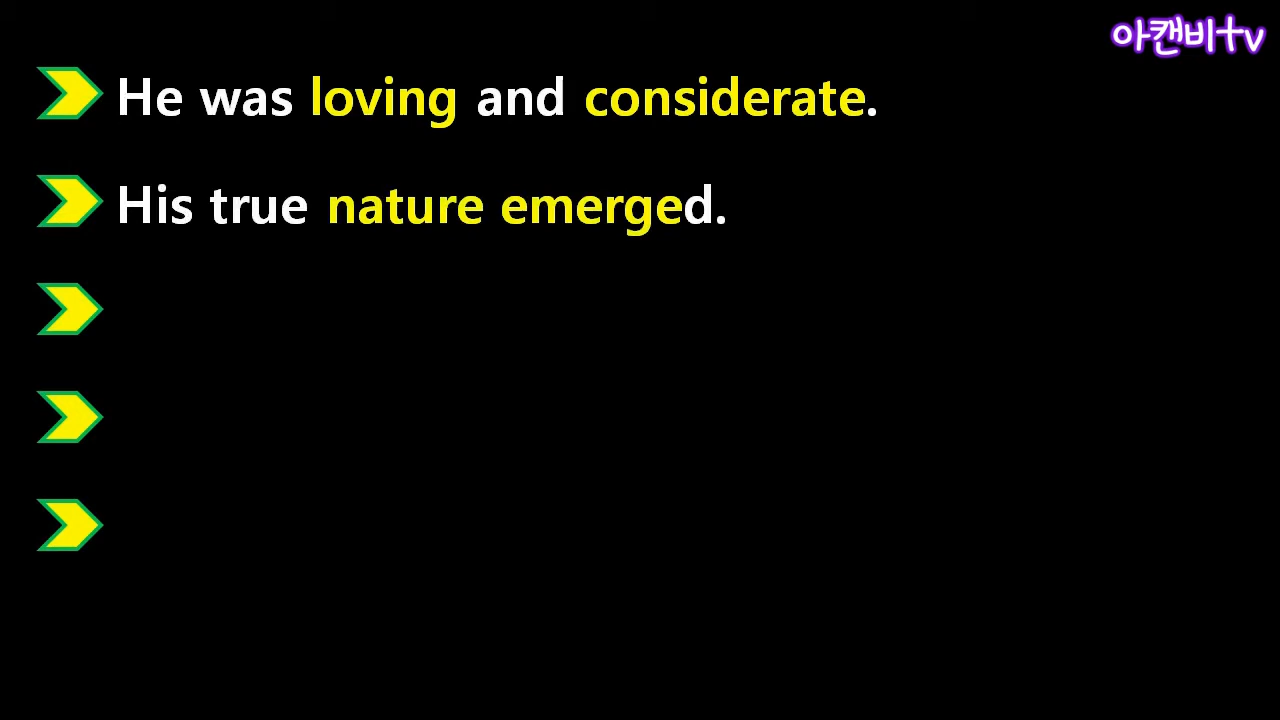 아캔비tv
He was loving and considerate.
His true nature emerged.